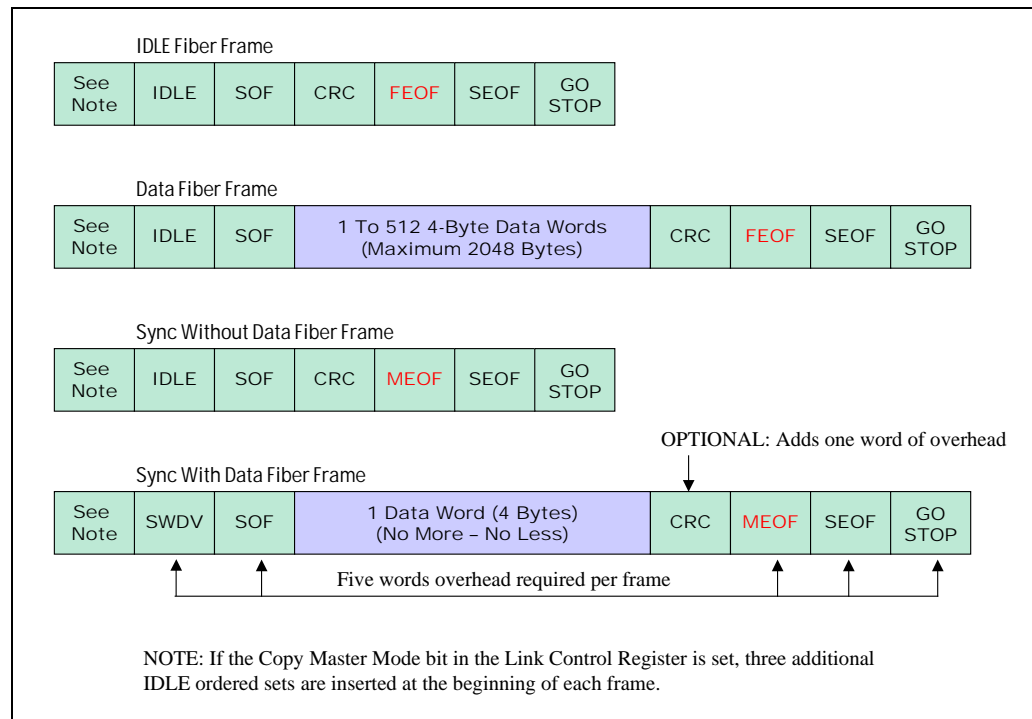 IDLE Fiber Frame
See Note IDLE SOF CRC FEOF SEOF GO STOP
Data Fiber Frame
See Note IDLE SOF 1 To 512 4-Byte Data Words (Maximum 2048 Bytes) CRC FEOF SEOF GO STOP
Sync Without Data Fiber Frame
See Note IDLE SOF CRC MEOF SEOF GO STOP
OPTIONAL: Adds one word of overhead
Sync With Data Fiber Frame
See Note SWDV SOF 1 Data Word (4 Bytes) (No More – No Less) CRC MEOF SEOF GO STOP
Five words overhead required per frame
NOTE: If the Copy Master Mode bit in the Link Control Register is set, three additional
IDLE ordered sets are inserted at the beginning of each frame.